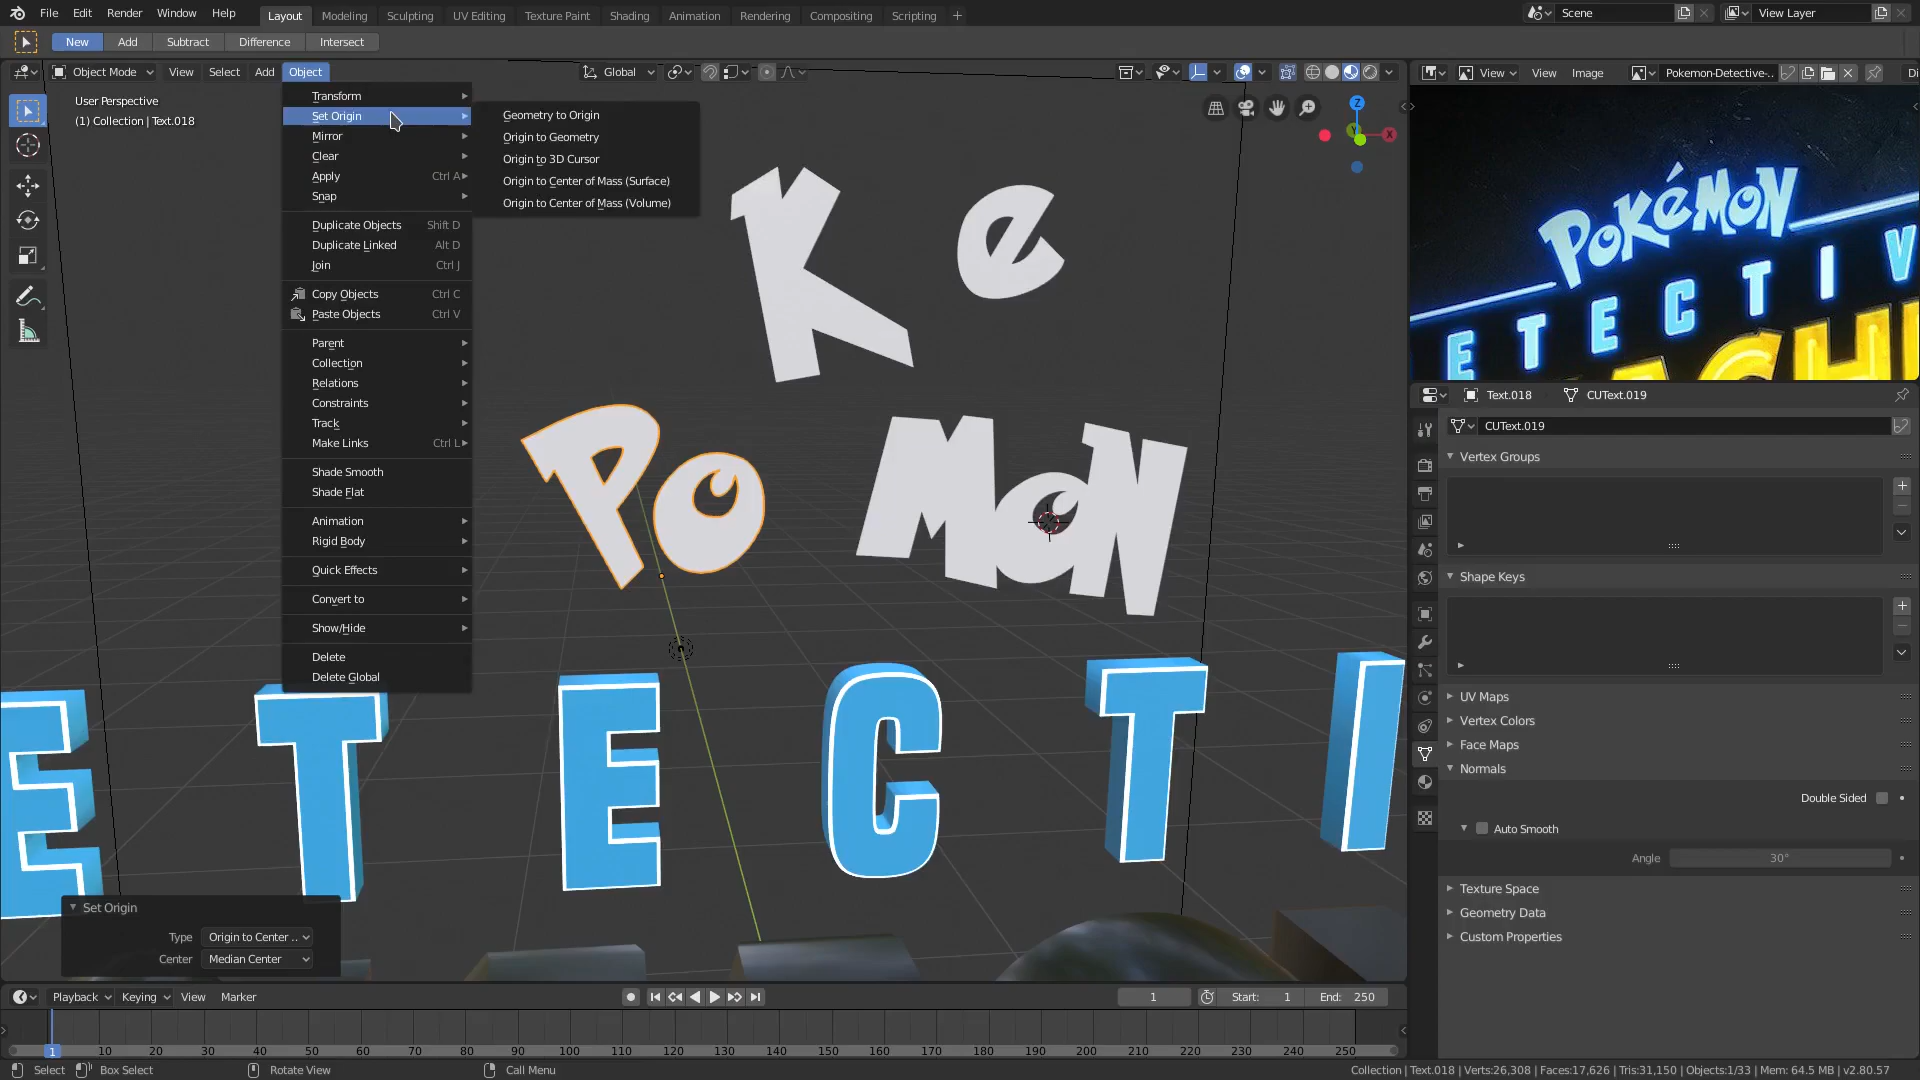 File Edit Render Window Help Layout Modeling Sculpting UV Editing Texture Paint Shading Animation Rendering Compositing Scripting + Scene View Layer
New Add Subtract Difference Intersect
Object Mode View Select Add Object Global View View Image Pokemon-Detective-..
User Perspective
(1) Collection | Text.018
Transform
Set Origin
Mirror
Clear
Apply Ctrl A
Snap
Duplicate Objects Shift D
Duplicate Linked Alt D
Join Ctrl J
Copy Objects Ctrl C
Paste Objects Ctrl V
Parent
Collection
Relations
Constraints
Track
Make Links Ctrl L
Shade Smooth
Shade Flat
Animation
Rigid Body
Quick Effects
Convert to
Show/Hide
Delete
Delete Global
Geometry to Origin
Origin to Geometry
Origin to 3D Cursor
Origin to Center of Mass (Surface)
Origin to Center of Mass (Volume)
Z
Y
X
K e
Po MoN
E T E C T I
POKéMON
ETECTIV
ACHU
Set Origin
Type Origin to Center ..
Center Median Center
Text.018 CUText.019
CUText.019
Vertex Groups
Shape Keys
UV Maps
Vertex Colors
Face Maps
Normals
Double Sided
Auto Smooth
Angle 30°
Texture Space
Geometry Data
Custom Properties
Playback Keying View Marker 1 Start: 1 End: 250
1 10 20 30 40 50 60 70 80 90 100 110 120 130 140 150 160 170 180 190 200 210 220 230 240 250
Select Box Select Rotate View Call Menu Collection | Text.018 | Verts:26,308 | Faces:17,626 | Tris:31,150 | Objects:1/33 | Mem: 64.5 MB | v2.80.57